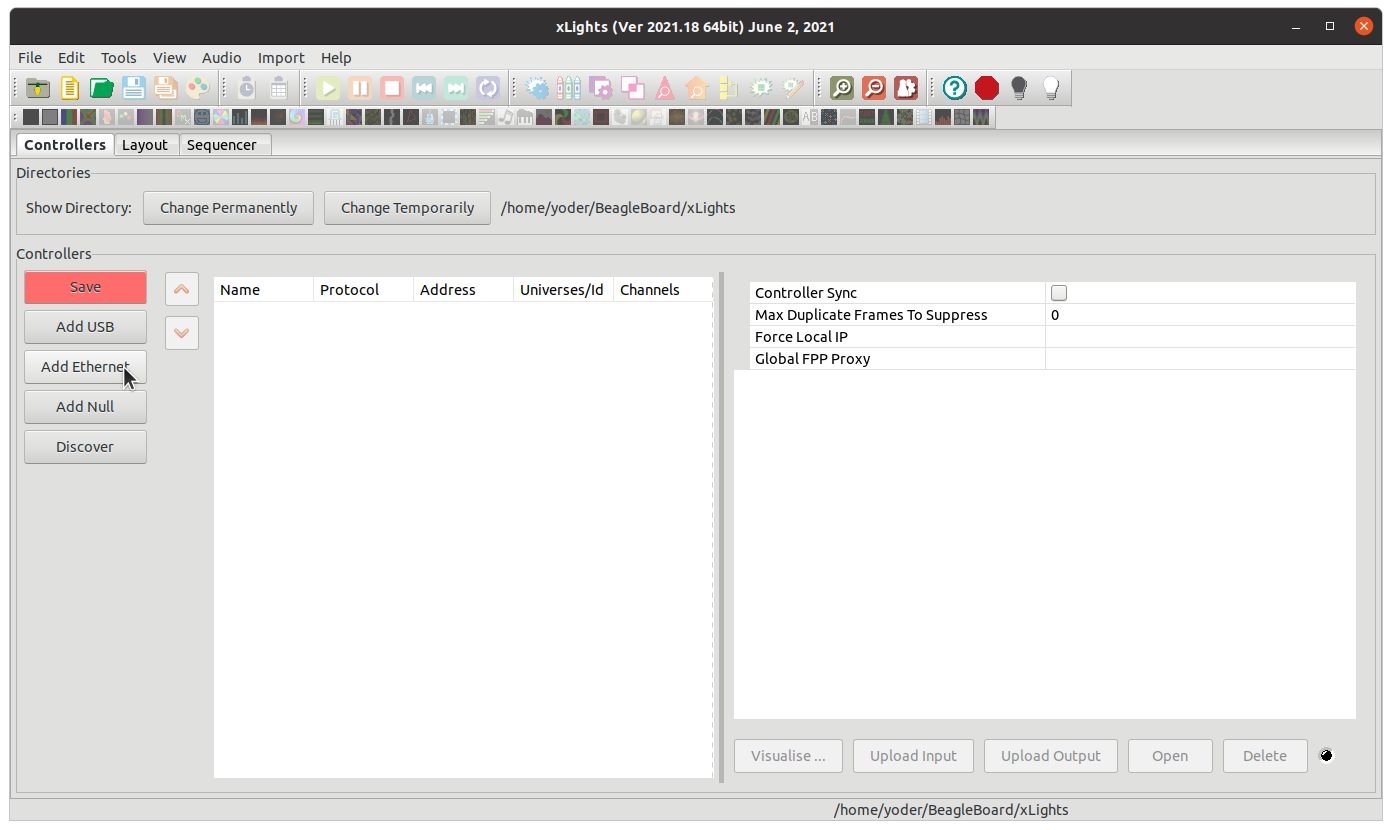 xLights (Ver 2021.18 64bit) June 2, 2021
File Edit Tools View Audio Import Help
Controllers Layout Sequencer
Directories
Show Directory: Change Permanently Change Temporarily /home/yoder/BeagleBoard/xLights
Controllers
Save
Add USB
Add Ethernet
Add Null
Discover
Name Protocol Address Universes/Id Channels
Controller Sync
Max Duplicate Frames To Suppress 0
Force Local IP
Global FPP Proxy
Visualise ... Upload Input Upload Output Open Delete
/home/yoder/BeagleBoard/xLights